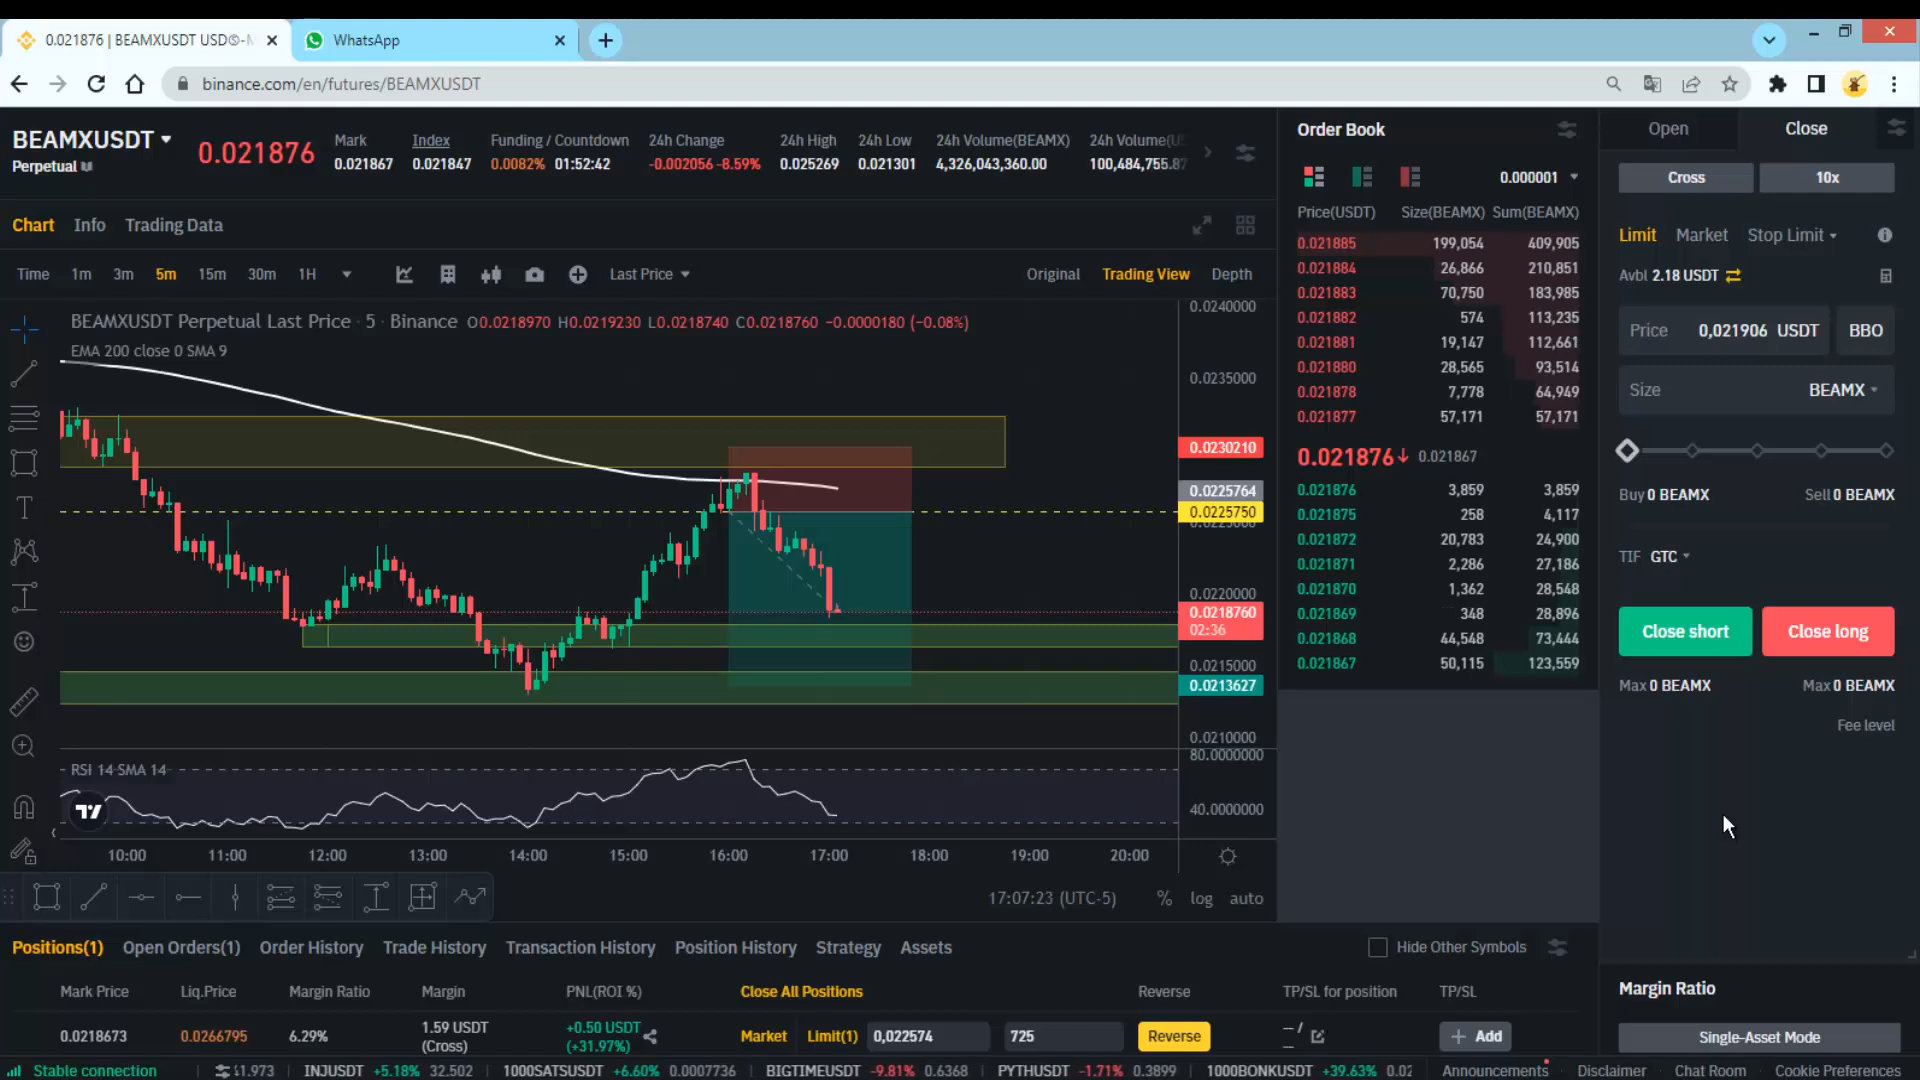 0.021876 | BEAMXUSDT USD©-M
WhatsApp
binance.com/en/futures/BEAMXUSDT
BEAMXUSDT
Perpetual
0.021876
Mark
0.021867
Index
0.021847
Funding / Countdown
0.0082% 01:52:42
24h Change
-0.002056 -8.59%
24h High
0.025269
24h Low
0.021301
24h Volume(BEAMX)
4,326,043,360.00
24h Volume(US
100,484,755.87
Chart Info Trading Data
Time 1m 3m 5m 15m 30m 1H
Last Price
Original Trading View Depth
BEAMXUSDT Perpetual Last Price · 5 · Binance O0.0218970 H0.0219230 L0.0218740 C0.0218760 -0.0000180 (-0.08%)
EMA 200 close 0 SMA 9
0.0240000
0.0235000
0.0230210
0.0225764
0.0225750
0.0225000
0.0220000
0.0218760
02:36
0.0215000
0.0213627
0.0210000
RSI 14 SMA 14
80.0000000
40.0000000
10:00 11:00 12:00 13:00 14:00 15:00 16:00 17:00 18:00 19:00 20:00
17:07:23 (UTC-5) % log auto
Order Book
0.000001
Price(USDT) Size(BEAMX) Sum(BEAMX)
0.021885 199,054 409,905
0.021884 26,866 210,851
0.021883 70,750 183,985
0.021882 574 113,235
0.021881 19,147 112,661
0.021880 28,565 93,514
0.021878 7,778 64,949
0.021877 57,171 57,171
0.021876↓ 0.021867
0.021876 3,859 3,859
0.021875 258 4,117
0.021872 20,783 24,900
0.021871 2,286 27,186
0.021870 1,362 28,548
0.021869 348 28,896
0.021868 44,548 73,444
0.021867 50,115 123,559
Open Close
Cross 10x
Limit Market Stop Limit
Avbl 2.18 USDT
Price 0,021906 USDT BBO
Size BEAMX
Buy 0 BEAMX Sell 0 BEAMX
TIF GTC
Close short Close long
Max 0 BEAMX Max 0 BEAMX
Fee level
Margin Ratio
Single-Asset Mode
Positions(1) Open Orders(1) Order History Trade History Transaction History Position History Strategy Assets
Hide Other Symbols
Mark Price Liq.Price Margin Ratio Margin PNL(ROI %) Close All Positions Reverse TP/SL for position TP/SL
0.0218673 0.0266795 6.29% 1.59 USDT
(Cross)
+0.50 USDT
(+31.97%)
Market Limit(1) 0,022574 725 Reverse -- / -- + Add
Stable connection
INJUSDT +5.18% 32.502
1000SATSUSDT +6.60% 0.0007736
BIGTIMEUSDT -9.81% 0.6368
PYTHUSDT -1.71% 0.3899
1000BONKUSDT +39.63% 0.02
Announcements Disclaimer Chat Room Cookie Preferences